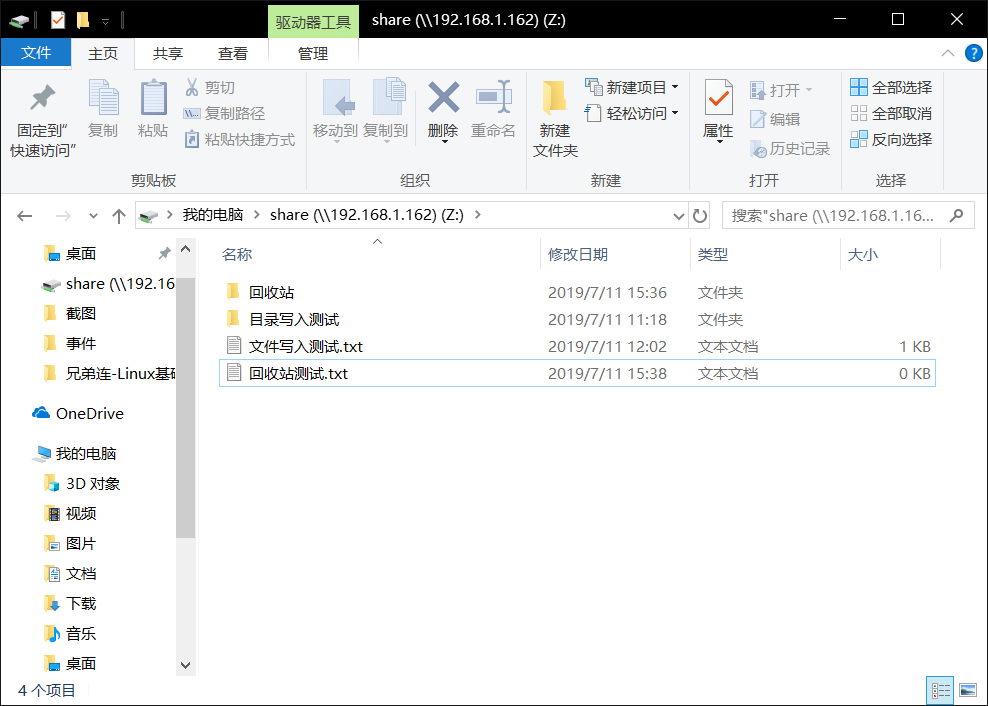 驱动器工具
share (\\192.168.1.162) (Z:)
文件
主页
共享
查看
管理
固定到"
快速访问"
复制
粘贴
剪切
复制路径
粘贴快捷方式
剪贴板
移动到
复制到
删除
重命名
组织
新建
文件夹
新建项目
轻松访问
新建
属性
打开
编辑
历史记录
打开
全部选择
全部取消
反向选择
选择
我的电脑
share (\\192.168.1.162) (Z:)
搜索"share (\\192.168.1.16...
桌面
share (\\192.16
截图
事件
兄弟连-Linux基础
OneDrive
我的电脑
3D 对象
视频
图片
文档
下载
音乐
桌面
名称 修改日期 类型 大小
回收站 2019/7/11 15:36 文件夹
目录写入测试 2019/7/11 11:18 文件夹
文件写入测试.txt 2019/7/11 12:02 文本文档 1 KB
回收站测试.txt 2019/7/11 15:38 文本文档 0 KB
4 个项目